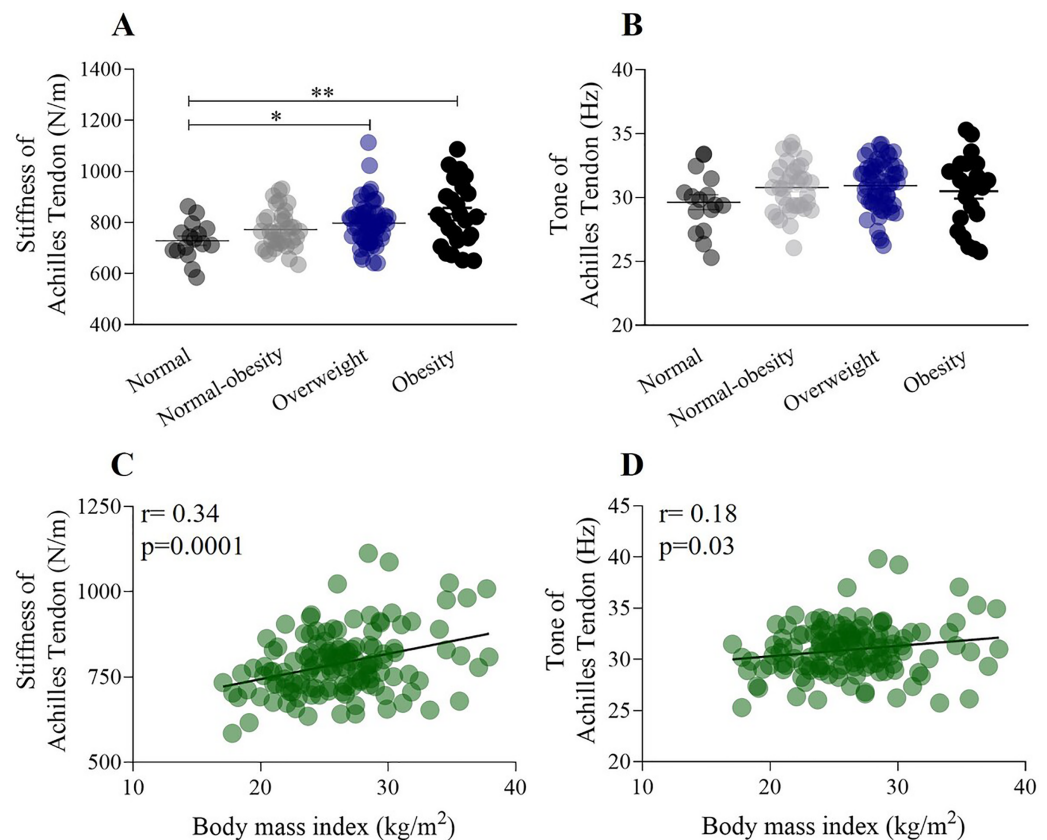 A
Stiffness of
Achilles Tendon (N/m)
1400
1200
1000
800
600
400
**
*
Normal
Normal-obesity
Overweight
Obesity
B
Tone of
Achilles Tendon (Hz)
40
35
30
25
20
Normal
Normal-obesity
Overweight
Obesity
C
Stiffness of
Achilles Tendon (N/m)
1250
1000
750
500
r= 0.34
p=0.0001
10
20
30
40
Body mass index (kg/m²)
D
Tone of
Achilles Tendon (Hz)
45
40
35
30
25
20
r= 0.18
p=0.03
10
20
30
40
Body mass index (kg/m²)